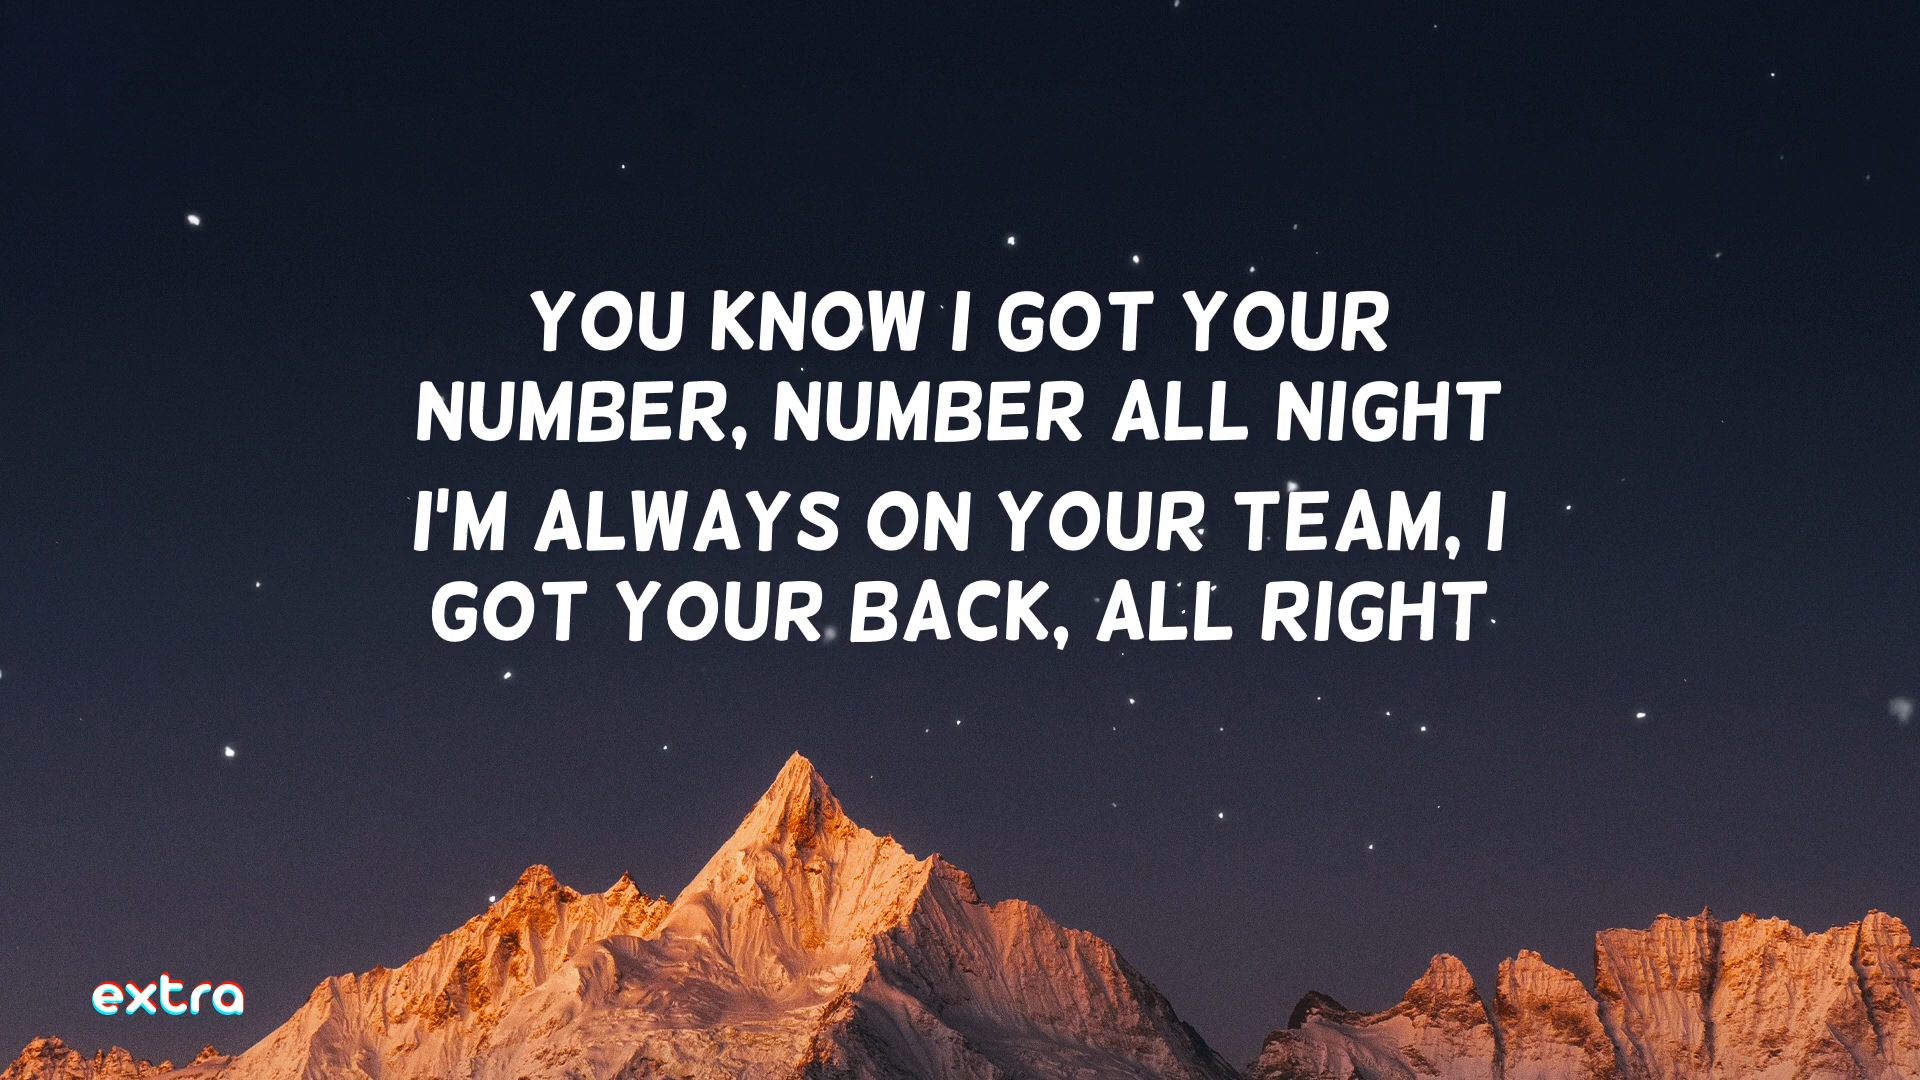 YOU KNOW I GOT YOUR
NUMBER, NUMBER ALL NIGHT
I'M ALWAYS ON YOUR TEAM, I
GOT YOUR BACK, ALL RIGHT
extra